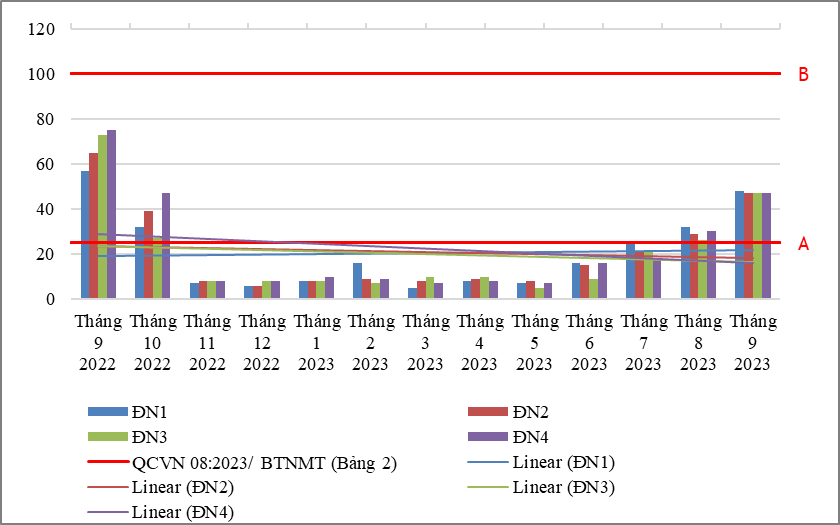 120
100
B
80
60
40
A
20
0
Tháng Tháng Tháng Tháng Tháng Tháng Tháng Tháng Tháng Tháng Tháng Tháng Tháng
9 10 11 12 1 2 3 4 5 6 7 8 9
2022 2022 2022 2022 2023 2023 2023 2023 2023 2023 2023 2023 2023
ĐN1 ĐN2
ĐN3 ĐN4
QCVN 08:2023/ BTNMT (Bảng 2) Linear (ĐN1)
Linear (ĐN2) Linear (ĐN3)
Linear (ĐN4)